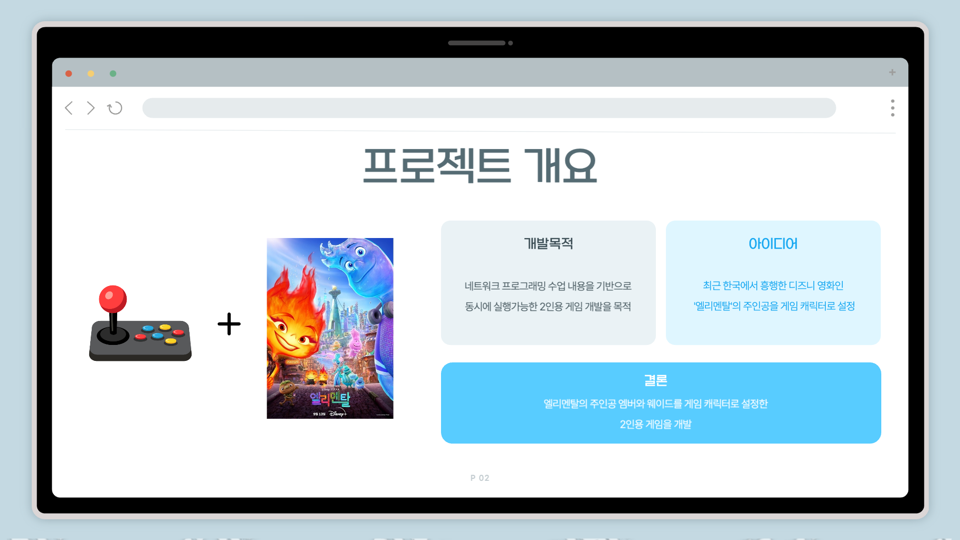 프로젝트 개요
개발목적
네트워크 프로그래밍 수업 내용을 기반으로
동시에 실행가능한 2인용 게임 개발을 목적
아이디어
최근 한국에서 흥행한 디즈니 영화인
'엘리멘탈'의 주인공을 게임 캐릭터로 설정
엘리멘탈
Disney+
결론
엘리멘탈의 주인공 엠버와 웨이드를 게임 캐릭터로 설정한
2인용 게임을 개발
P 02